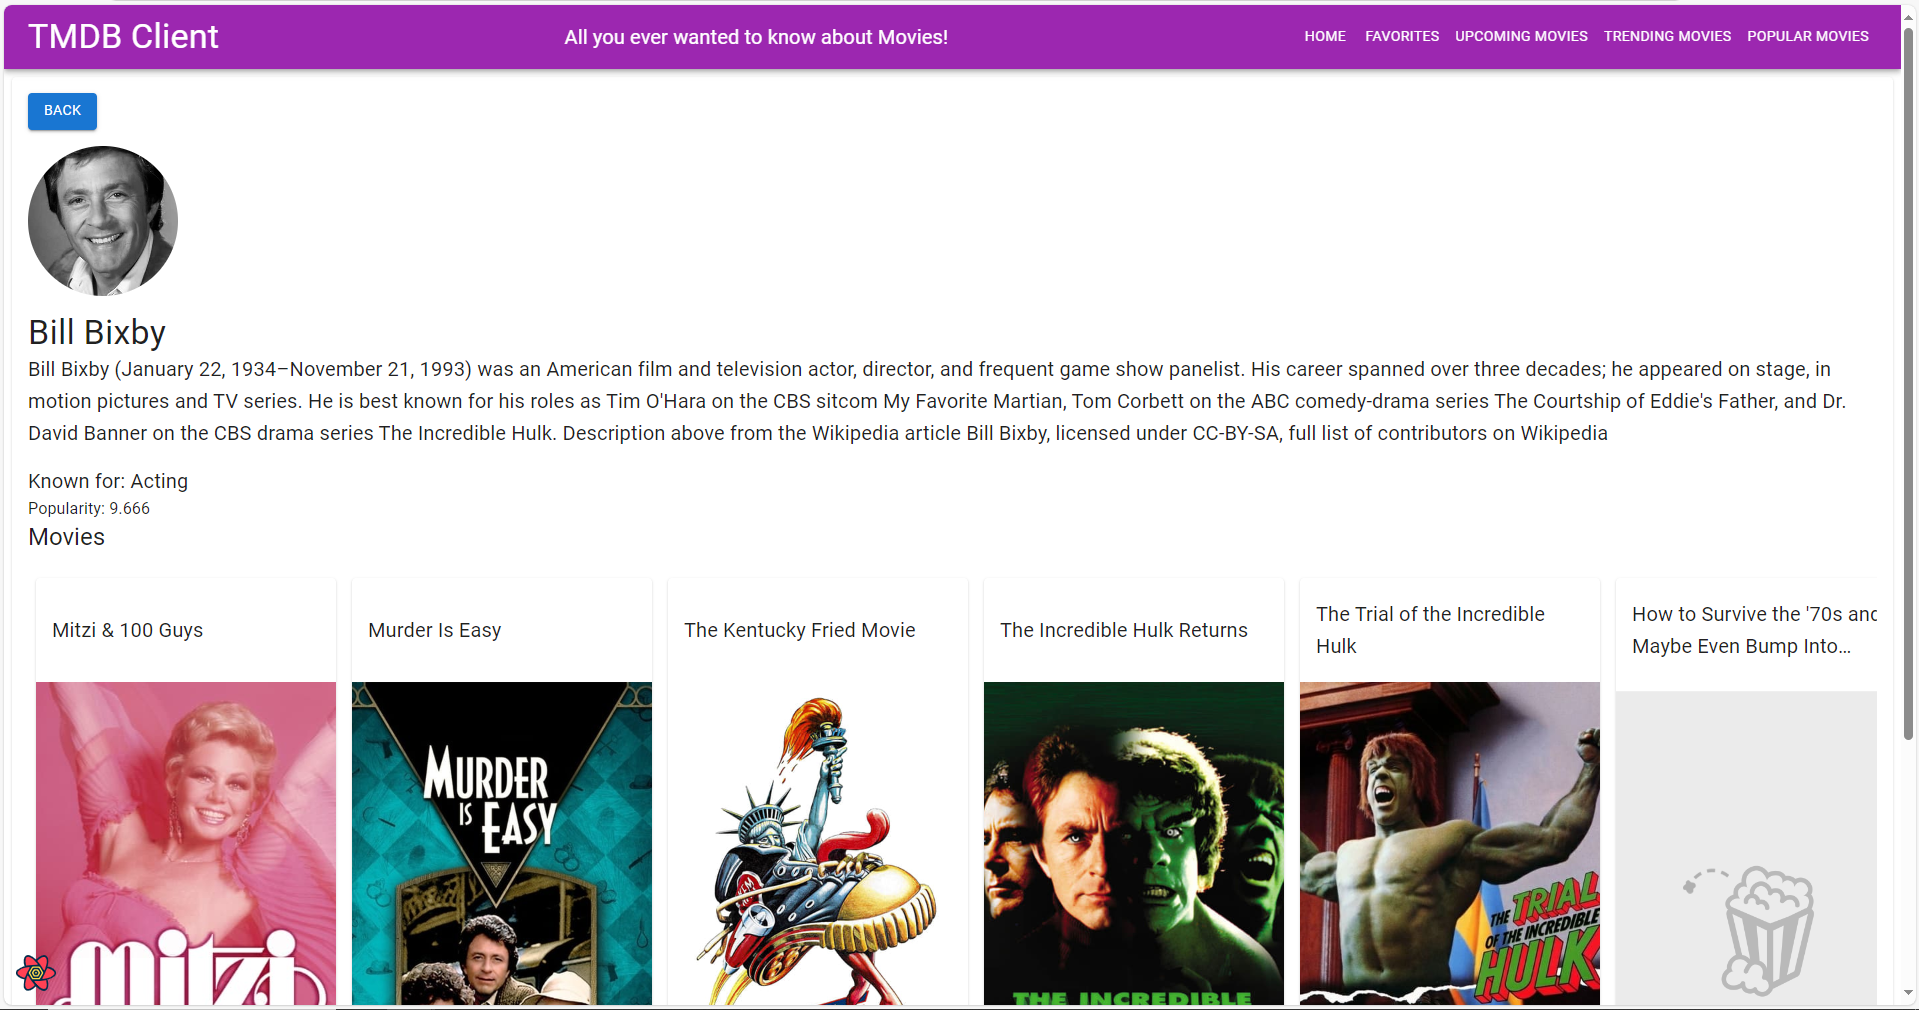 TMDB Client
All you ever wanted to know about Movies!
HOME FAVORITES UPCOMING MOVIES TRENDING MOVIES POPULAR MOVIES
BACK
Bill Bixby
Bill Bixby (January 22, 1934–November 21, 1993) was an American film and television actor, director, and frequent game show panelist. His career spanned over three decades; he appeared on stage, in
motion pictures and TV series. He is best known for his roles as Tim O'Hara on the CBS sitcom My Favorite Martian, Tom Corbett on the ABC comedy-drama series The Courtship of Eddie's Father, and Dr.
David Banner on the CBS drama series The Incredible Hulk. Description above from the Wikipedia article Bill Bixby, licensed under CC-BY-SA, full list of contributors on Wikipedia
Known for: Acting
Popularity: 9.666
Movies
Mitzi & 100 Guys
Murder Is Easy
The Kentucky Fried Movie
The Incredible Hulk Returns
The Trial of the Incredible
Hulk
How to Survive the '70s and
Maybe Even Bump Into...
mitzi
MURDER
IS EASY
THE INCREDIBLE
THE TRIAL
OF THE INCREDIBLE
HULK